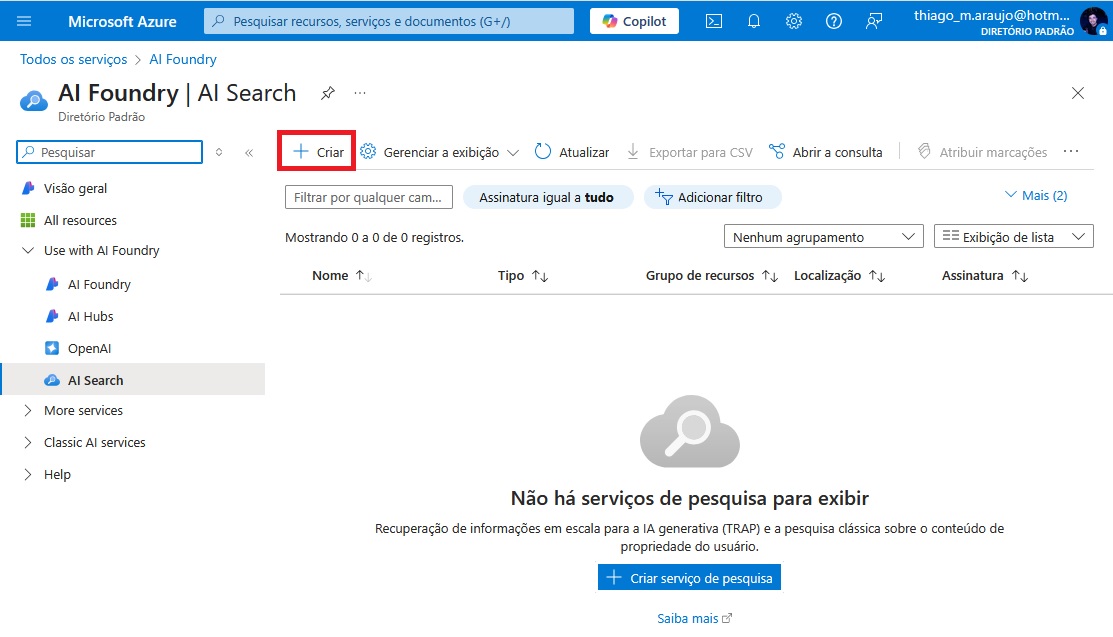 Microsoft Azure
Pesquisar recursos, serviços e documentos (G+/)
Copilot
thiago_m.araujo@hotm...
DIRETÓRIO PADRÃO
Todos os serviços > AI Foundry
AI Foundry | AI Search
Diretório Padrão
Pesquisar
Criar
Gerenciar a exibição
Atualizar
Exportar para CSV
Abrir a consulta
Atribuir marcações
Visão geral
All resources
Use with AI Foundry
AI Foundry
AI Hubs
OpenAI
AI Search
More services
Classic AI services
Help
Filtrar por qualquer cam...
Assinatura igual a tudo
Adicionar filtro
Mais (2)
Mostrando 0 a 0 de 0 registros.
Nenhum agrupamento
Exibição de lista
Nome
Tipo
Grupo de recursos
Localização
Assinatura
Não há serviços de pesquisa para exibir
Recuperação de informações em escala para a IA generativa (TRAP) e a pesquisa clássica sobre o conteúdo de
propriedade do usuário.
Criar serviço de pesquisa
Saiba mais